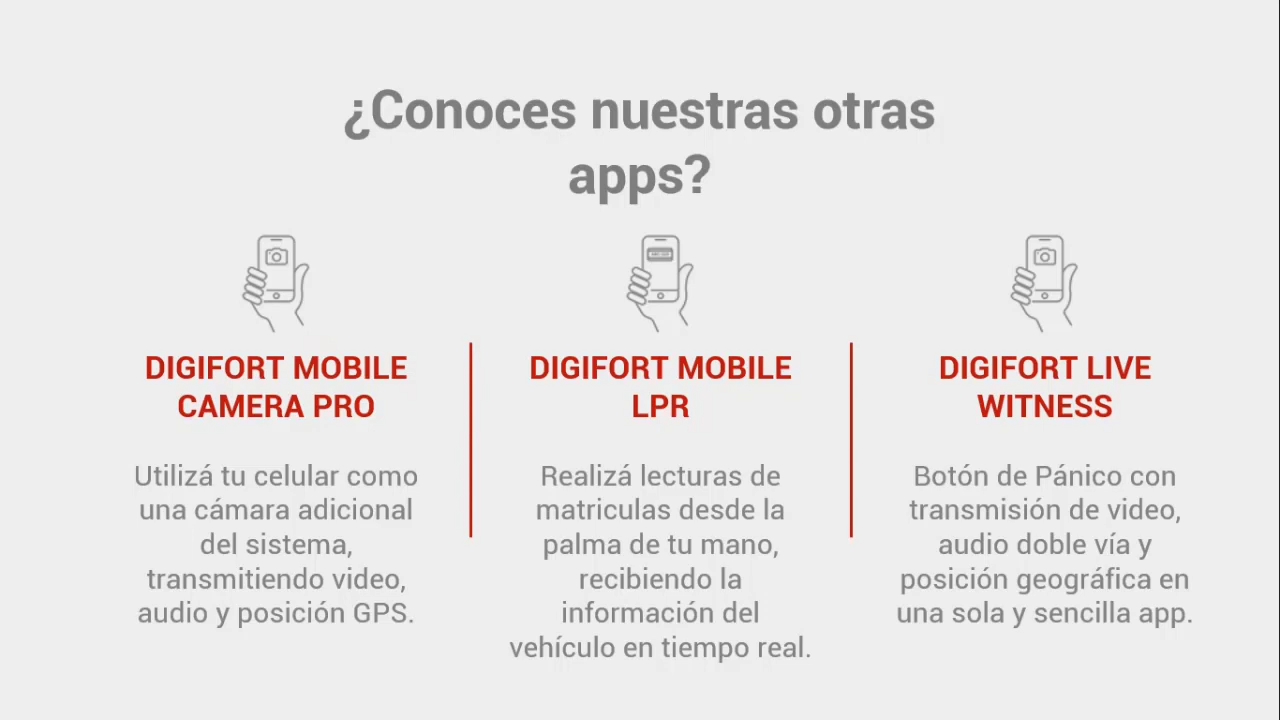 ¿Conoces nuestras otras
apps?
DIGIFORT MOBILE
CAMERA PRO
Utilizá tu celular como
una cámara adicional
del sistema,
transmitiendo video,
audio y posición GPS.
DIGIFORT MOBILE
LPR
Realizá lecturas de
matriculas desde la
palma de tu mano,
recibiendo la
información del
vehículo en tiempo real.
DIGIFORT LIVE
WITNESS
Botón de Pánico con
transmisión de video,
audio doble vía y
posición geográfica en
una sola y sencilla app.